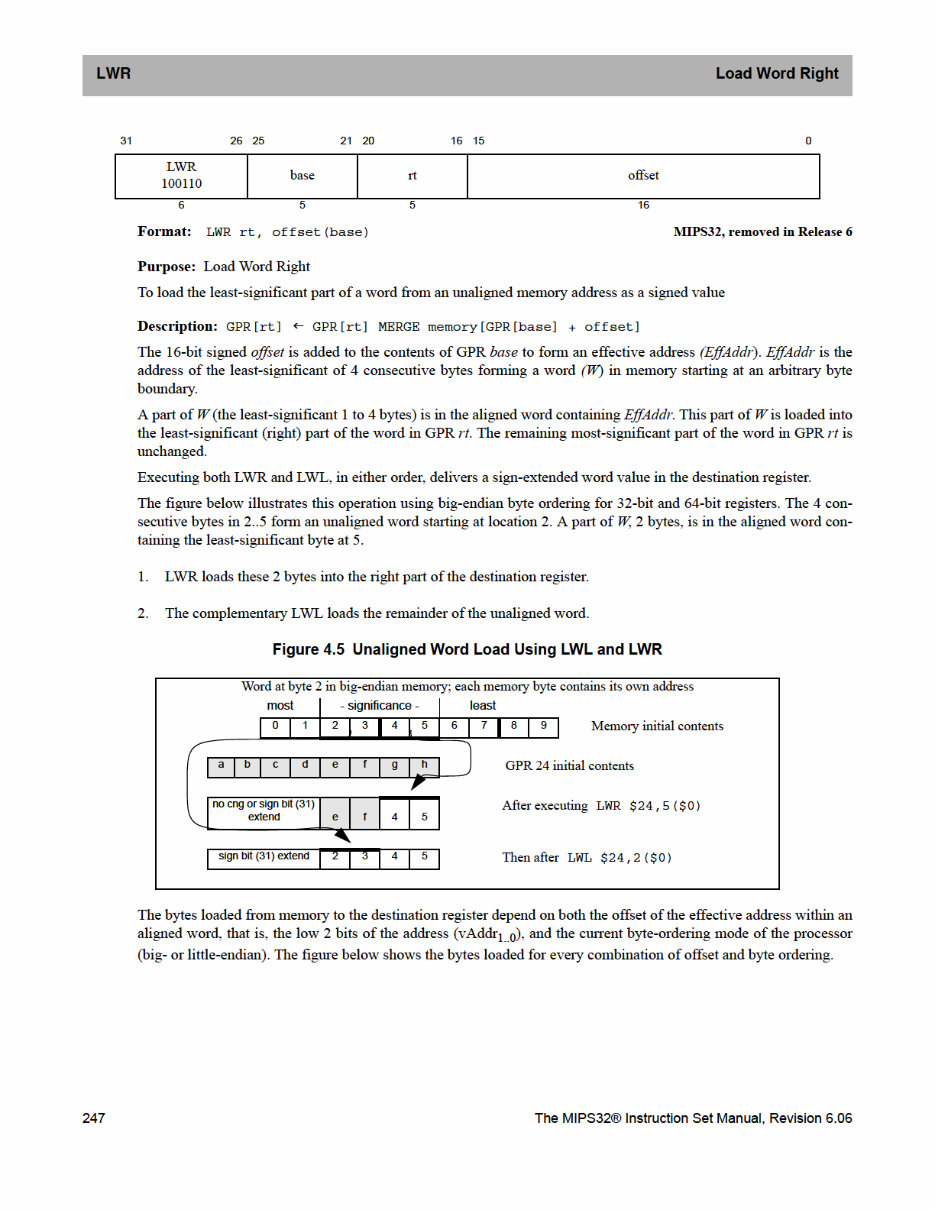 LWR Load Word Right
31 26 25 21 20 16 15 0
LWR
100110 base rt offset
6 5 5 16
Format: LWR rt, offset(base) MIPS32, removed in Release 6
Purpose: Load Word Right
To load the least-significant part of a word from an unaligned memory address as a signed value
Description: GPR[rt] ← GPR[rt] MERGE memory[GPR[base] + offset]
The 16-bit signed offset is added to the contents of GPR base to form an effective address (EffAddr). EffAddr is the
address of the least-significant of 4 consecutive bytes forming a word (W) in memory starting at an arbitrary byte
boundary.
A part of W (the least-significant 1 to 4 bytes) is in the aligned word containing EffAddr. This part of W is loaded into
the least-significant (right) part of the word in GPR rt. The remaining most-significant part of the word in GPR rt is
unchanged.
Executing both LWR and LWL, in either order, delivers a sign-extended word value in the destination register.
The figure below illustrates this operation using big-endian byte ordering for 32-bit and 64-bit registers. The 4 con-
secutive bytes in 2..5 form an unaligned word starting at location 2. A part of W, 2 bytes, is in the aligned word con-
taining the least-significant byte at 5.
1. LWR loads these 2 bytes into the right part of the destination register.
2. The complementary LWL loads the remainder of the unaligned word.
Figure 4.5 Unaligned Word Load Using LWL and LWR
Word at byte 2 in big-endian memory; each memory byte contains its own address
most - significance - least
0 1 2 3 4 5 6 7 8 9 Memory initial contents
a b c d e f g h GPR 24 initial contents
no cng or sign bit (31)
extend e f 4 5 After executing LWR $24,5($0)
sign bit (31) extend 2 3 4 5 Then after LWL $24,2($0)
The bytes loaded from memory to the destination register depend on both the offset of the effective address within an
aligned word, that is, the low 2 bits of the address (vAddr1..0), and the current byte-ordering mode of the processor
(big- or little-endian). The figure below shows the bytes loaded for every combination of offset and byte ordering.
247 The MIPS32® Instruction Set Manual, Revision 6.06